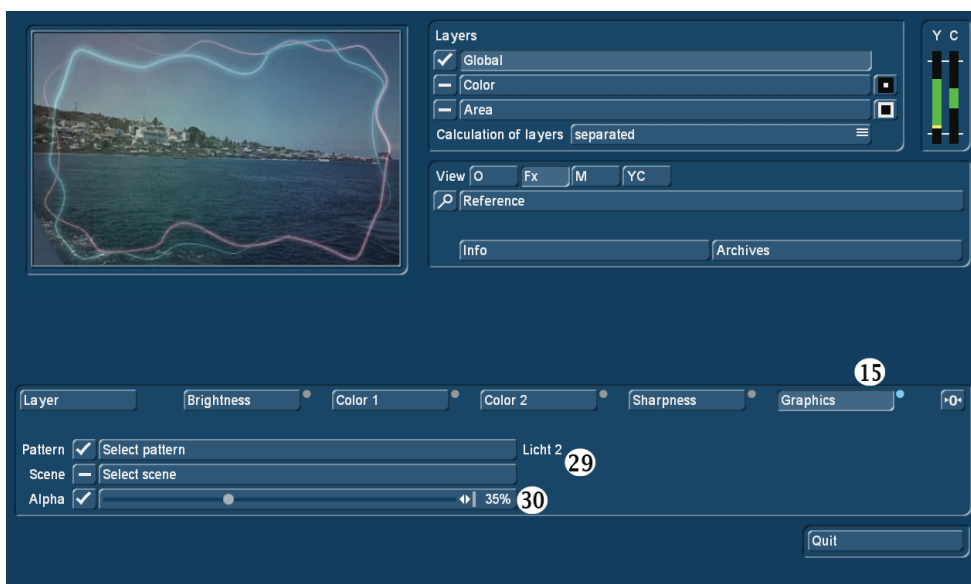 Layers
Y C
Global
Color
Area
Calculation of layers separated
View O Fx M YC
Reference
Info Archives
15
Layer Brightness Color 1 Color 2 Sharpness Graphics 0
Pattern Select pattern Licht 2
29
Scene Select scene
Alpha 35% 30
Quit